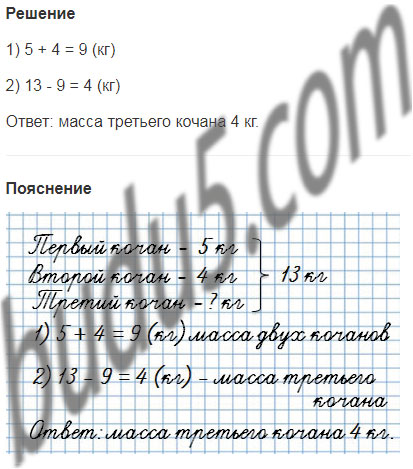 Решение
1) 5 + 4 = 9 (кг)
2) 13 - 9 = 4 (кг)
Ответ: масса третьего кочана 4 кг.
Пояснение
Первый кочан - 5 кг
Второй кочан - 4 кг
13 кг
Третий кочан - ? кг
1) 5 + 4 = 9 (кг) масса двух кочанов
2) 13 - 9 = 4 (кг) - масса третьего
кочана
Ответ: масса третьего кочана 4 кг.
budu5.com